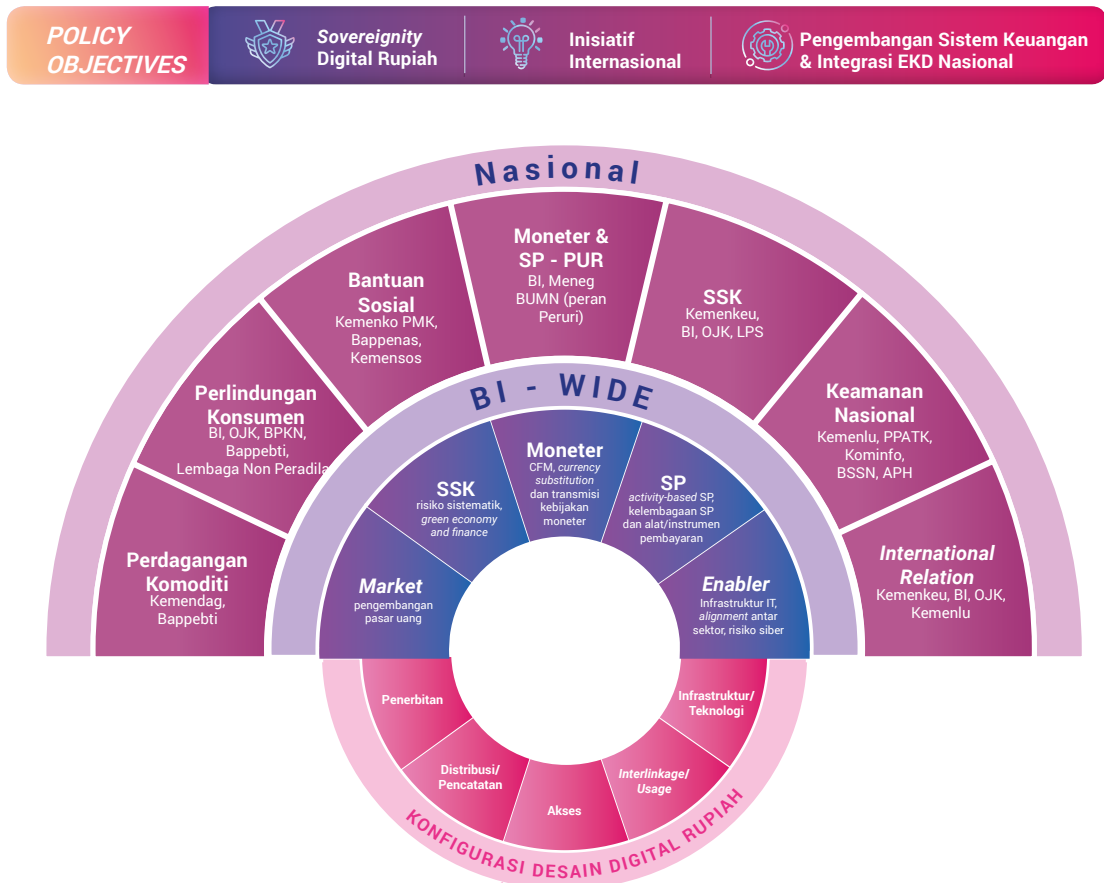 POLICY
OBJECTIVES
Sovereignity
Digital Rupiah
Inisiatif
Internasional
Pengembangan Sistem Keuangan
& Integrasi EKD Nasional
Nasional
Perdagangan
Komoditi
Kemendag,
Bappebti
Perlindungan
Konsumen
BI, OJK, BPKN,
Bappebti,
Lembaga Non Peradila
Bantuan
Sosial
Kemenko PMK,
Bappenas,
Kemensos
Moneter &
SP - PUR
BI, Meneg
BUMN (peran
Peruri)
SSK
Kemenkeu,
BI, OJK, LPS
Keamanan
Nasional
Kemenlu, PPATK,
Kominfo,
BSSN, APH
International
Relation
Kemenkeu, BI, OJK,
Kemenlu
BI - WIDE
Market
pengembangan
pasar uang
SSK
risiko sistematik,
green economy
and finance
Moneter
CFM, currency
substitution
dan transmisi
kebijakan
moneter
SP
activity-based SP,
kelembagaan SP
dan alat/instrumen
pembayaran
Enabler
Infrastruktur IT,
alignment antar
sektor, risiko siber
Penerbitan
Distribusi/
Pencatatan
Akses
Interlinkage/
Usage
Infrastruktur/
Teknologi
KONFIGURASI DESAIN DIGITAL RUPIAH